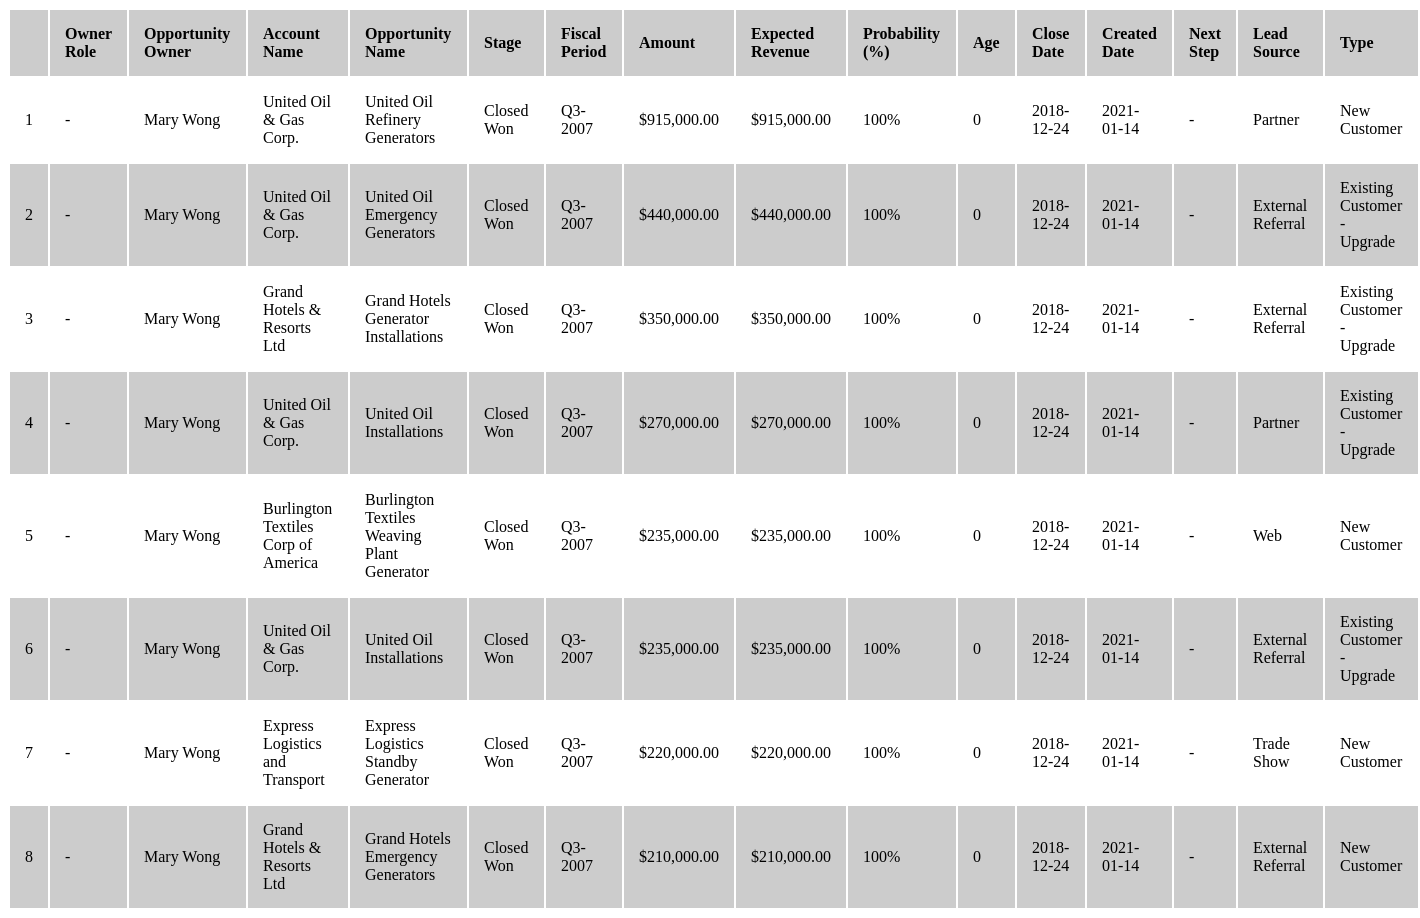 Owner Role Opportunity Owner Account Name Opportunity Name Stage Fiscal Period Amount Expected Revenue Probability (%) Age Close Date Created Date Next Step Lead Source Type
1 - Mary Wong United Oil & Gas Corp. United Oil Refinery Generators Closed Won Q3-2007 $915,000.00 $915,000.00 100% 0 2018-12-24 2021-01-14 - Partner New Customer
2 - Mary Wong United Oil & Gas Corp. United Oil Emergency Generators Closed Won Q3-2007 $440,000.00 $440,000.00 100% 0 2018-12-24 2021-01-14 - External Referral Existing Customer - Upgrade
3 - Mary Wong Grand Hotels & Resorts Ltd Grand Hotels Generator Installations Closed Won Q3-2007 $350,000.00 $350,000.00 100% 0 2018-12-24 2021-01-14 - External Referral Existing Customer - Upgrade
4 - Mary Wong United Oil & Gas Corp. United Oil Installations Closed Won Q3-2007 $270,000.00 $270,000.00 100% 0 2018-12-24 2021-01-14 - Partner Existing Customer - Upgrade
5 - Mary Wong Burlington Textiles Corp of America Burlington Textiles Weaving Plant Generator Closed Won Q3-2007 $235,000.00 $235,000.00 100% 0 2018-12-24 2021-01-14 - Web New Customer
6 - Mary Wong United Oil & Gas Corp. United Oil Installations Closed Won Q3-2007 $235,000.00 $235,000.00 100% 0 2018-12-24 2021-01-14 - External Referral Existing Customer - Upgrade
7 - Mary Wong Express Logistics and Transport Express Logistics Standby Generator Closed Won Q3-2007 $220,000.00 $220,000.00 100% 0 2018-12-24 2021-01-14 - Trade Show New Customer
8 - Mary Wong Grand Hotels & Resorts Ltd Grand Hotels Emergency Generators Closed Won Q3-2007 $210,000.00 $210,000.00 100% 0 2018-12-24 2021-01-14 - External Referral New Customer